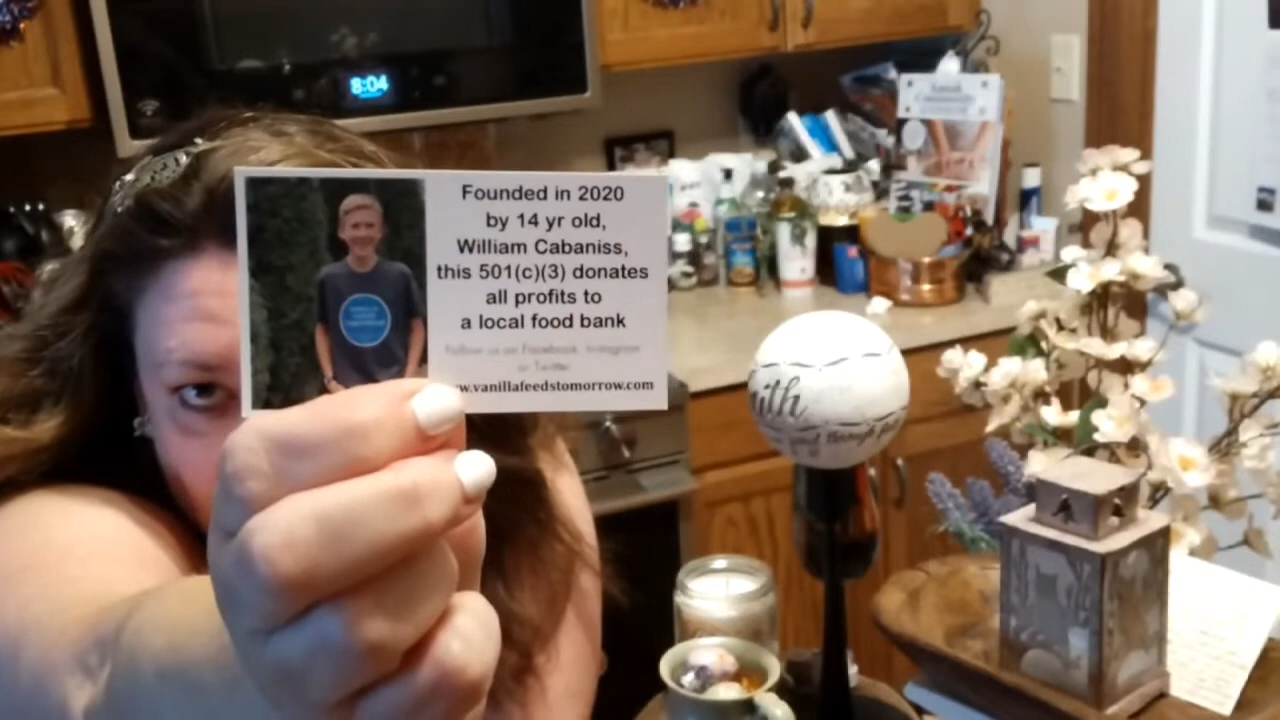 8:04
Founded in 2020
by 14 yr old,
William Cabaniss,
this 501(c)(3) donates
all profits to
a local food bank
Follow us on Facebook, Instagram
or Twitter
w.vanillafeedstomorrow.com
ith